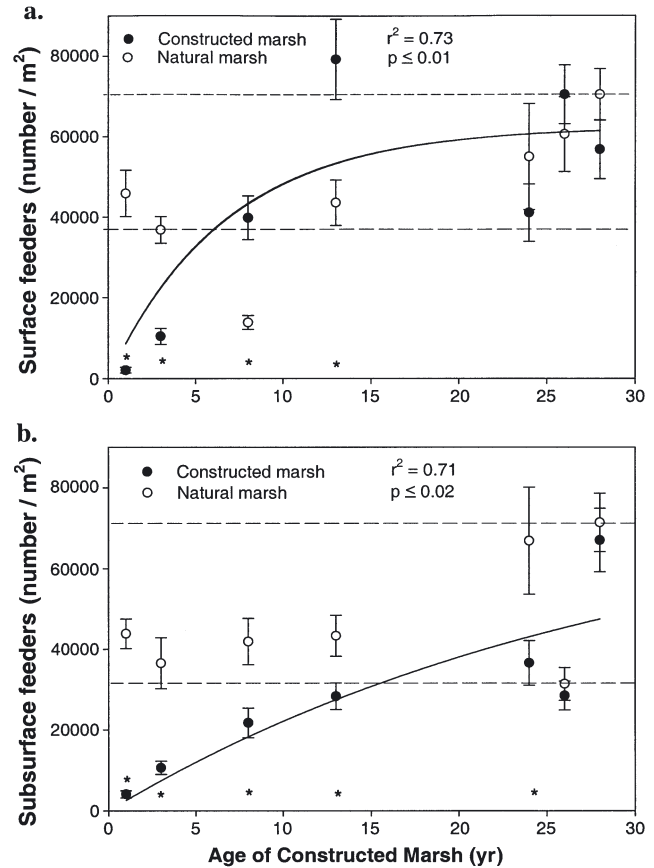 a.
Constructed marsh
Natural marsh
r² = 0.73
p ≤ 0.01
Surface feeders (number / m²)
80000
60000
40000
20000
0
* * * *
0 5 10 15 20 25 30
b.
Constructed marsh
Natural marsh
r² = 0.71
p ≤ 0.02
Subsurface feeders (number / m²)
80000
60000
40000
20000
0
* * * * *
0 5 10 15 20 25 30
Age of Constructed Marsh (yr)